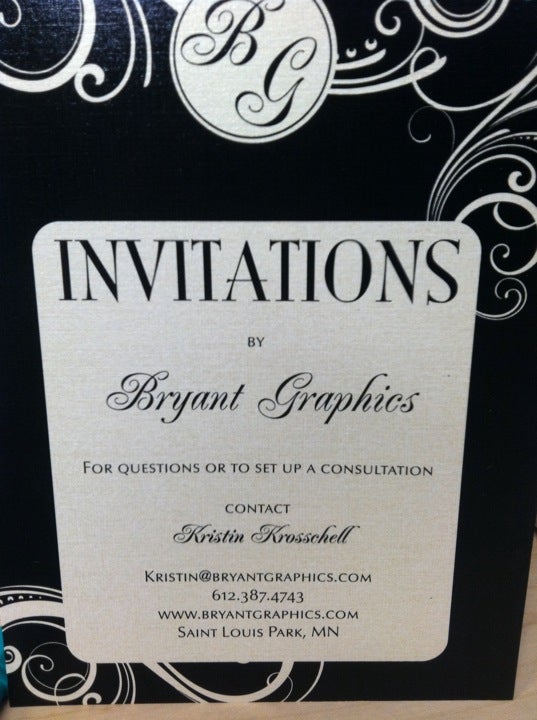 B
G
INVITATIONS
BY
Bryant Graphics
FOR QUESTIONS OR TO SET UP A CONSULTATION
CONTACT
Kristin Krosschell
KRISTIN@BRYANTGRAPHICS.COM
612.387.4743
WWW.BRYANTGRAPHICS.COM
SAINT LOUIS PARK, MN